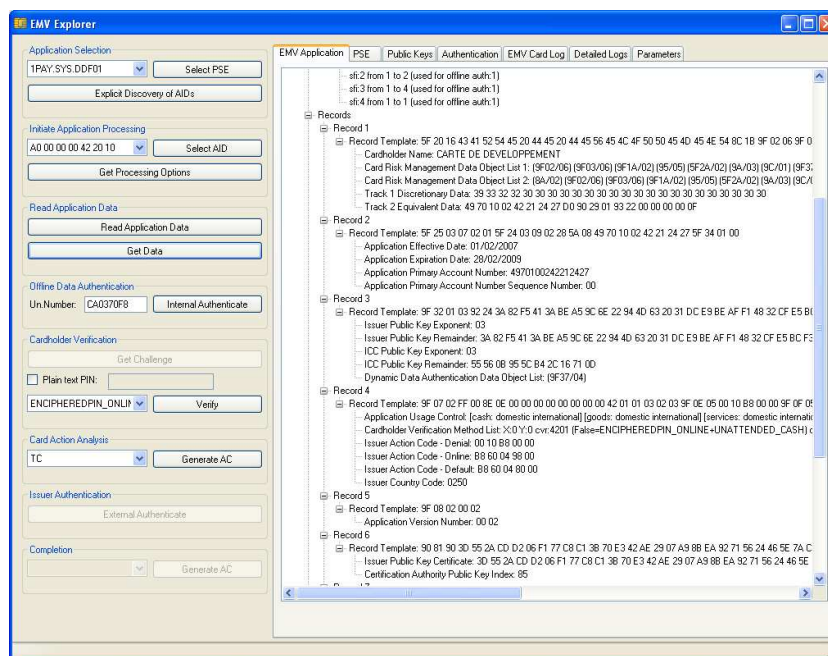 EMV Explorer
Application Selection
1PAY.SYS.DDF01
Select PSE
Explicit Discovery of AIDs
Initiate Application Processing
A0 00 00 00 42 20 10
Select AID
Get Processing Options
Read Application Data
Read Application Data
Get Data
Offline Data Authentication
Un.Number: CA0370F8
Internal Authenticate
Cardholder Verification
Get Challenge
Plain text PIN:
ENCIPHEREDPIN_ONLIN
Verify
Card Action Analysis
TC
Generate AC
Issuer Authentication
External Authenticate
Completion
Generate AC
EMV Application PSE Public Keys Authentication EMV Card Log Detailed Logs Parameters
sfi:2 from 1 to 2 (used for offline auth:1)
sfi:3 from 1 to 4 (used for offline auth:1)
sfi:4 from 1 to 1 (used for offline auth:1)
Records
Record 1
Record Template: 5F 20 16 43 41 52 54 45 20 44 45 20 44 45 56 45 4C 4F 50 50 45 4D 45 4E 54 8C 1B 9F 02 06 9F 0
Cardholder Name: CARTE DE DEVELOPPEMENT
Card Risk Management Data Object List 1: (9F02/06) (9F03/06) (9F1A/02) (95/05) (5F2A/02) (9A/03) (9C/01) (9F37
Card Risk Management Data Object List 2: (8A/02) (9F02/06) (9F03/06) (9F1A/02) (95/05) (5F2A/02) (9A/03) (9C/0
Track 1 Discretionary Data: 39 33 32 32 30 30 30 30 30 30 30 30 30 30 30 30 30 30 30 30 30 30 30 30
Track 2 Equivalent Data: 49 70 10 02 42 21 24 27 D0 90 29 01 93 22 00 00 00 00 0F
Record 2
Record Template: 5F 25 03 07 02 01 5F 24 03 09 02 28 5A 08 49 70 10 02 42 21 24 27 5F 34 01 00
Application Effective Date: 01/02/2007
Application Expiration Date: 28/02/2009
Application Primary Account Number: 4970100242212427
Application Primary Account Number Sequence Number: 00
Record 3
Record Template: 9F 32 01 03 92 24 3A 82 F5 41 3A BE A5 9C 6E 22 94 4D 63 20 31 DC E9 BE AF F1 48 32 CF E5 BC
Issuer Public Key Exponent: 03
Issuer Public Key Remainder: 3A 82 F5 41 3A BE A5 9C 6E 22 94 4D 63 20 31 DC E9 BE AF F1 48 32 CF E5 BC F3
ICC Public Key Exponent: 03
ICC Public Key Remainder: 55 56 0B 95 5C B4 2C 16 71 0D
Dynamic Data Authentication Data Object List: (9F37/04)
Record 4
Record Template: 9F 07 02 FF 00 8E 0E 00 00 00 00 00 00 00 00 42 01 01 03 02 03 9F 0E 05 00 10 B8 00 00 9F 0F 05
Application Usage Control: [cash: domestic international] [goods: domestic international] [services: domestic internatio
Cardholder Verification Method List: X:0 Y:0 cvr:4201 (False=ENCIPHEREDPIN_ONLINE+UNATTENDED_CASH) c
Issuer Action Code - Denial: 00 10 B8 00 00
Issuer Action Code - Online: B8 60 04 98 00
Issuer Action Code - Default: B8 60 04 80 00
Issuer Country Code: 0250
Record 5
Record Template: 9F 08 02 00 02
Application Version Number: 00 02
Record 6
Record Template: 90 81 90 3D 55 2A CD D2 06 F1 77 C8 C1 3B 70 E3 42 AE 29 07 A9 8B EA 92 71 56 24 46 5E 7A C
Issuer Public Key Certificate: 3D 55 2A CD D2 06 F1 77 C8 C1 3B 70 E3 42 AE 29 07 A9 8B EA 92 71 56 24 46 5E
Certification Authority Public Key Index: 85